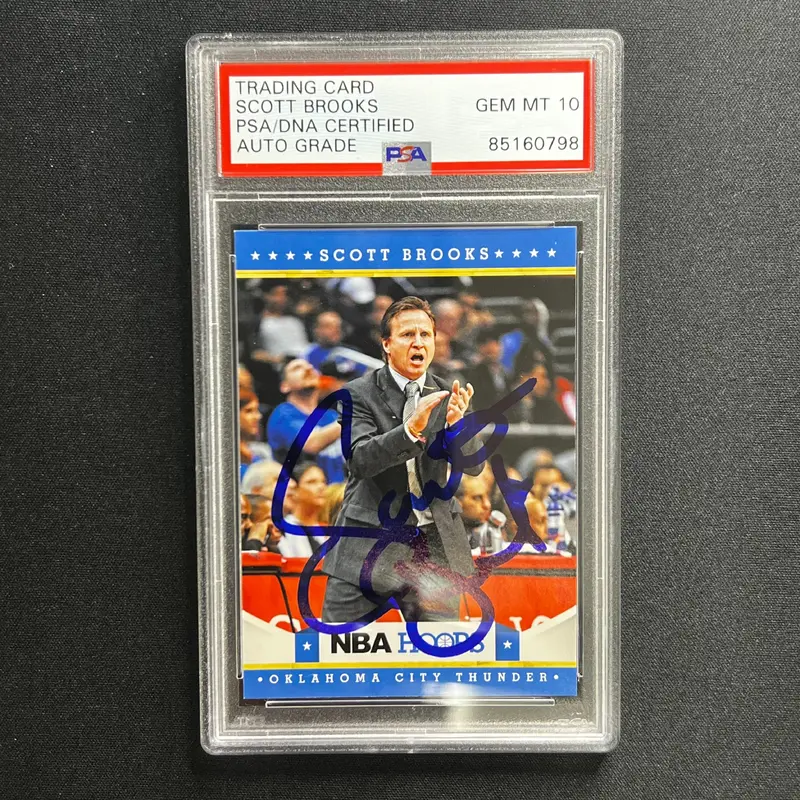 TRADING CARD
SCOTT BROOKS GEM MT 10
PSA/DNA CERTIFIED
AUTO GRADE PSA 85160798
SCOTT BROOKS
NBA HOOPS
OKLAHOMA CITY THUNDER